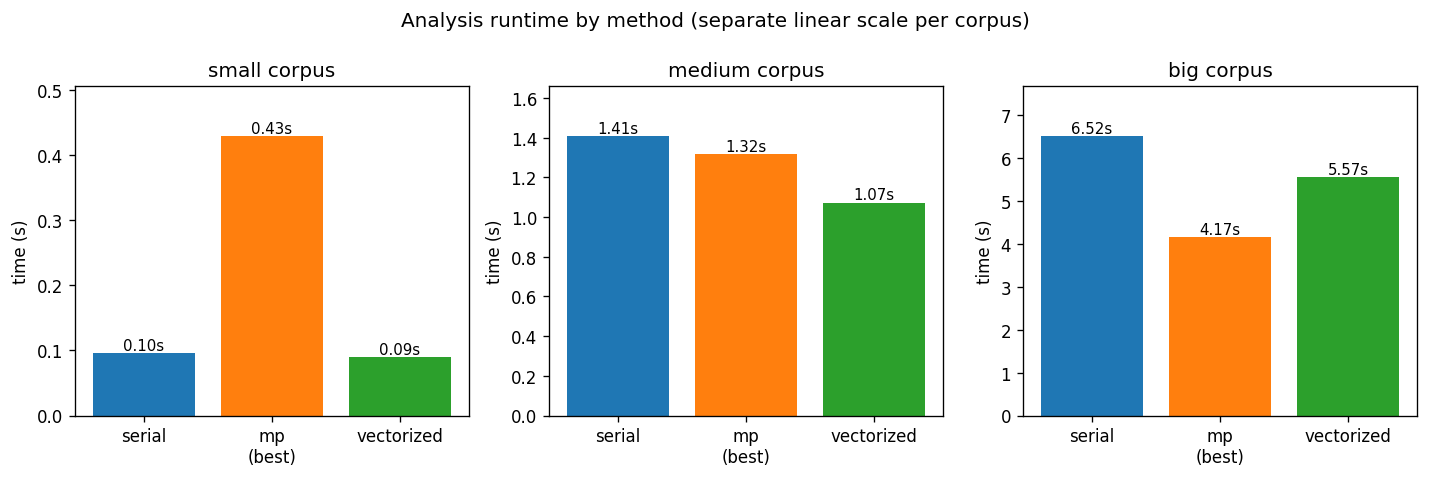 Analysis runtime by method (separate linear scale per corpus)
small corpus
time (s)
0.5
0.4
0.3
0.2
0.1
0.0
0.10s
0.43s
0.09s
serial
mp
(best)
vectorized
medium corpus
time (s)
1.6
1.4
1.2
1.0
0.8
0.6
0.4
0.2
0.0
1.41s
1.32s
1.07s
serial
mp
(best)
vectorized
big corpus
time (s)
7
6
5
4
3
2
1
0
6.52s
4.17s
5.57s
serial
mp
(best)
vectorized